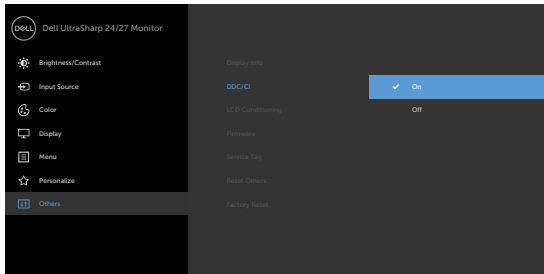 DELL
Dell UltraSharp 24/27 Monitor
Brightness/Contrast
Input Source
Color
Display
Menu
Personalize
Others
Display Info
DDC/CI
LCD Conditioning
Firmware
Service Tag
Reset Others
Factory Reset
On
Off